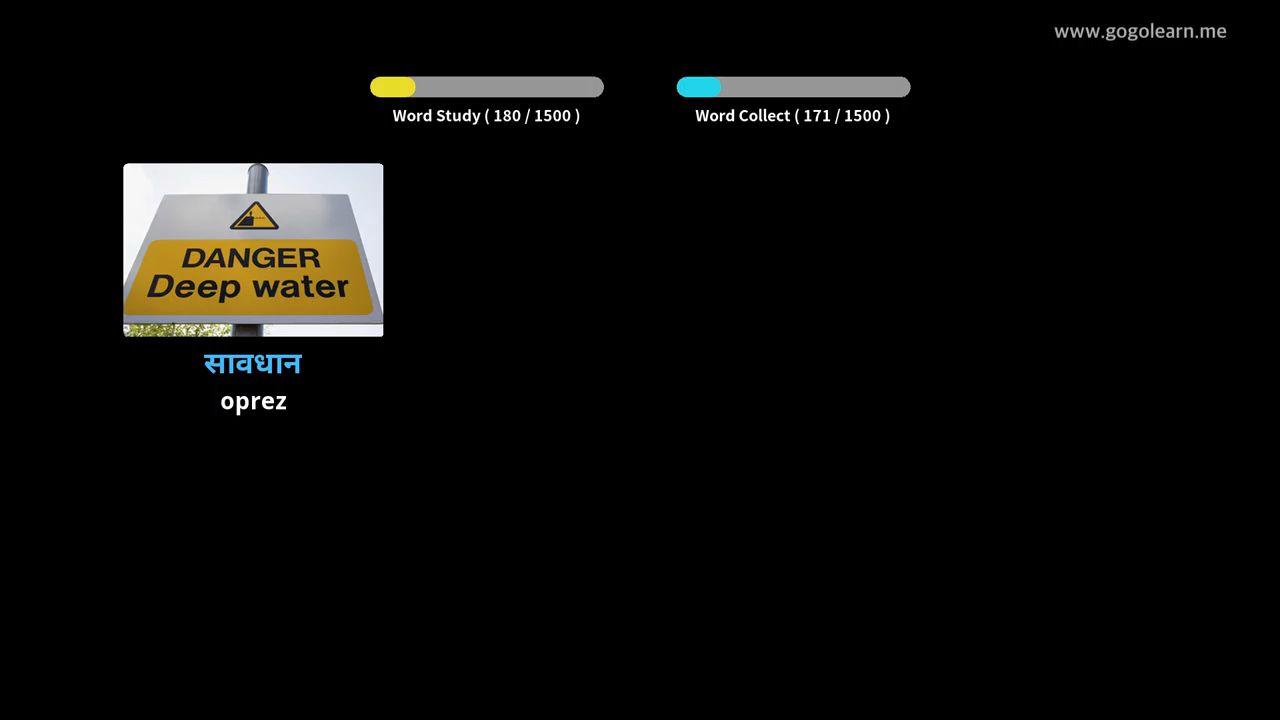 www.gogolearn.me
Word Study ( 180 / 1500 )
Word Collect ( 171 / 1500 )
DANGER
Deep water
सावधान
oprez